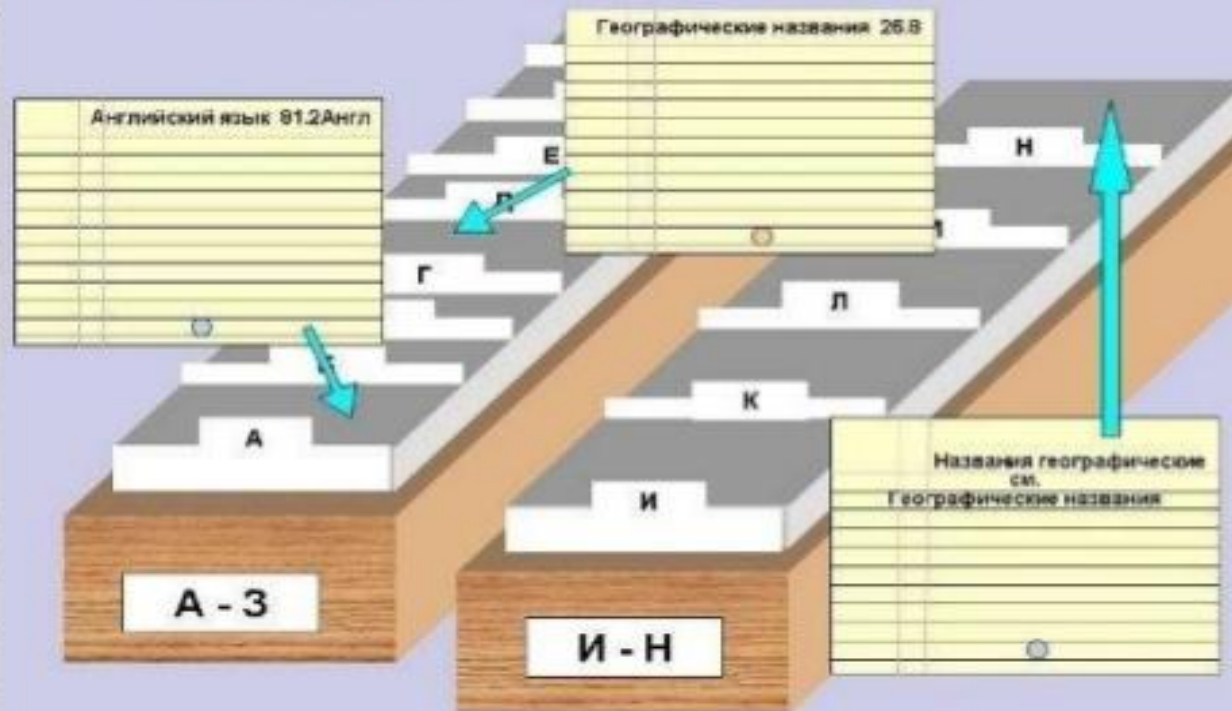 Географические названия 26.8
Английский язык 81.2Англ
Е
Д
Г
А
А - З
Н
Л
К
И
И - Н
Названия географические
см.
Географические названия